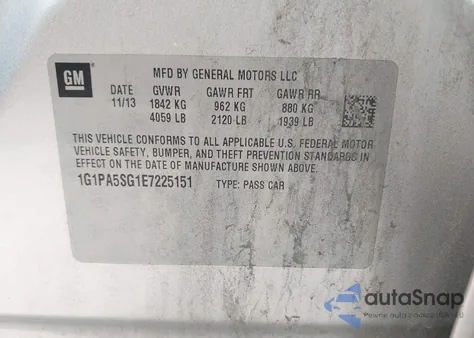 GM
MFD BY GENERAL MOTORS LLC
DATE GVWR GAWR FRT GAWR RR
11/13 1842 KG 962 KG 880 KG
4059 LB 2120 LB 1939 LB
THIS VEHICLE CONFORMS TO ALL APPLICABLE U.S. FEDERAL MOTOR
VEHICLE SAFETY, BUMPER, AND THEFT PREVENTION STANDARDS IN
EFFECT ON THE DATE OF MANUFACTURE SHOWN ABOVE.
1G1PA5SG1E7225151 TYPE: PASS CAR
autoSnap